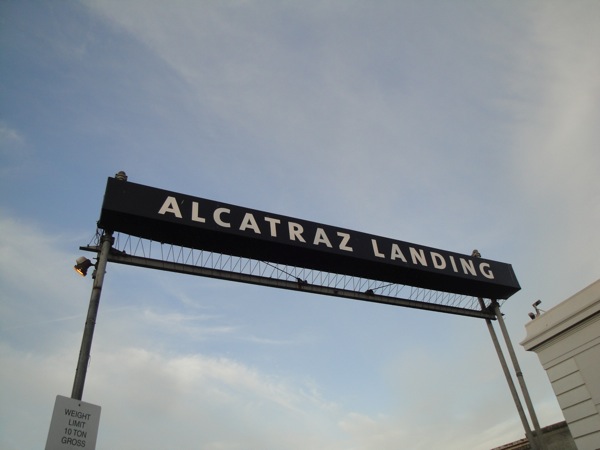 ALCATRAZ LANDING
WEIGHT
LIMIT
10 TON
GROSS